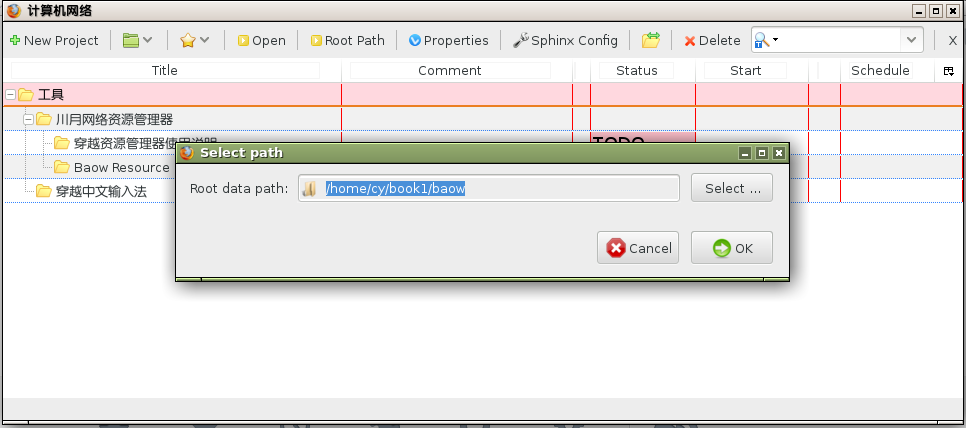 计算机网络
New Project Open Root Path Properties Sphinx Config Delete X
Title Comment Status Start Schedule
工具
川月网络资源管理器
穿越资源管理器使用说明 TODO
Baow Resource
穿越中文输入法
Select path
Root data path: /home/cy/book1/baow Select ...
Cancel OK